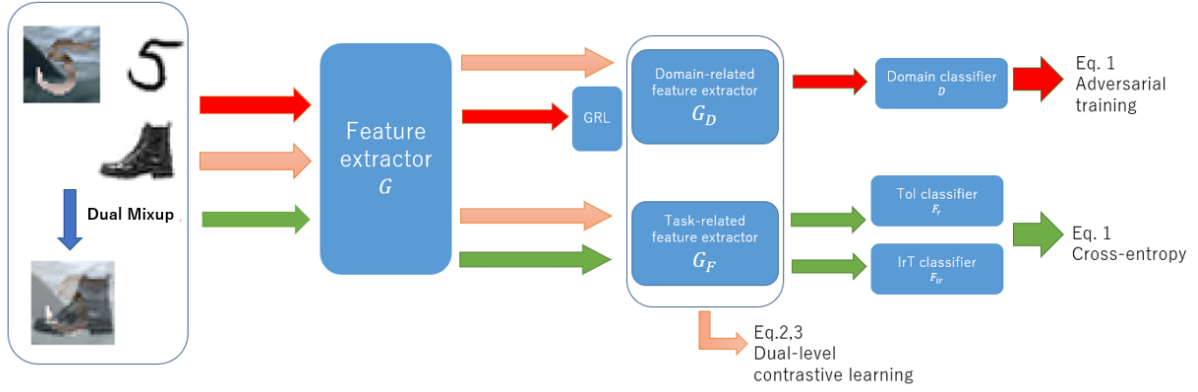 5
Dual Mixup
Feature
extractor
G
GRL
Domain-related
feature extractor
G_D
Task-related
feature extractor
G_F
Domain classifier
D
ToI classifier
F_r
IrT classifier
F_ir
Eq. 1
Adversarial
training
Eq. 1
Cross-entropy
Eq.2,3
Dual-level
contrastive learning